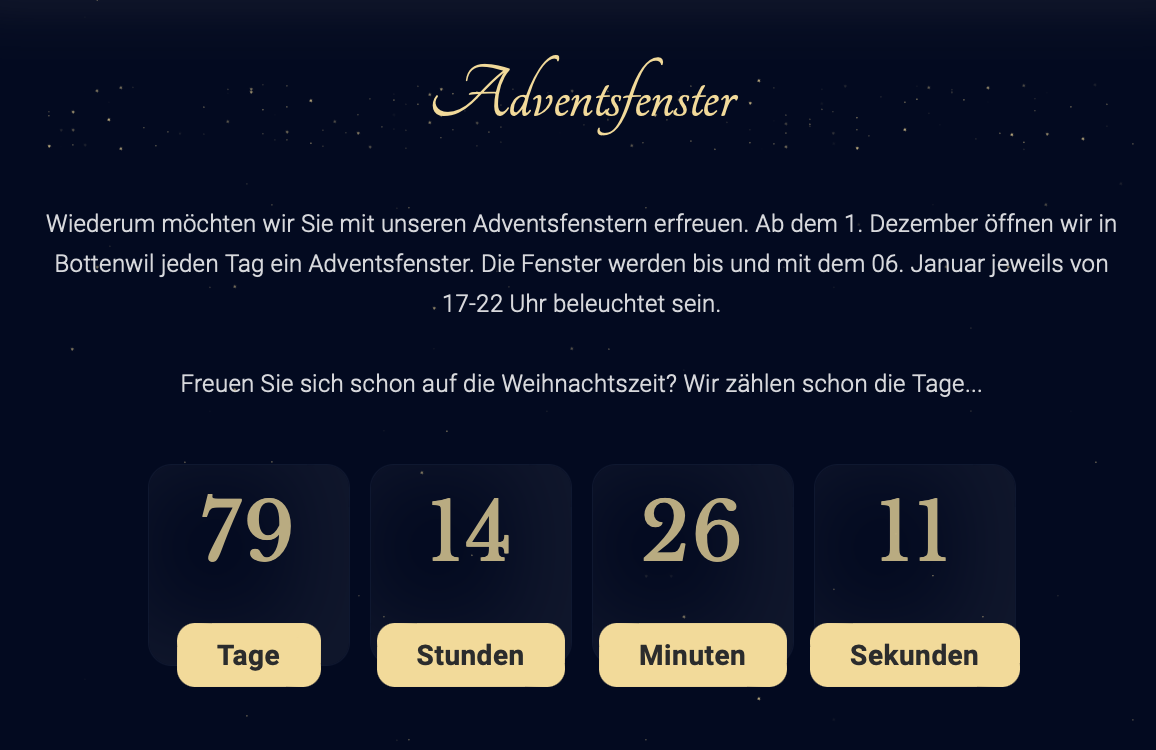 Adventsfenster
Wiederum möchten wir Sie mit unseren Adventsfenstern erfreuen. Ab dem 1. Dezember öffnen wir in
Bottenwil jeden Tag ein Adventsfenster. Die Fenster werden bis und mit dem 06. Januar jeweils von
17-22 Uhr beleuchtet sein.
Freuen Sie sich schon auf die Weihnachtszeit? Wir zählen schon die Tage...
79 14 26 11
Tage Stunden Minuten Sekunden